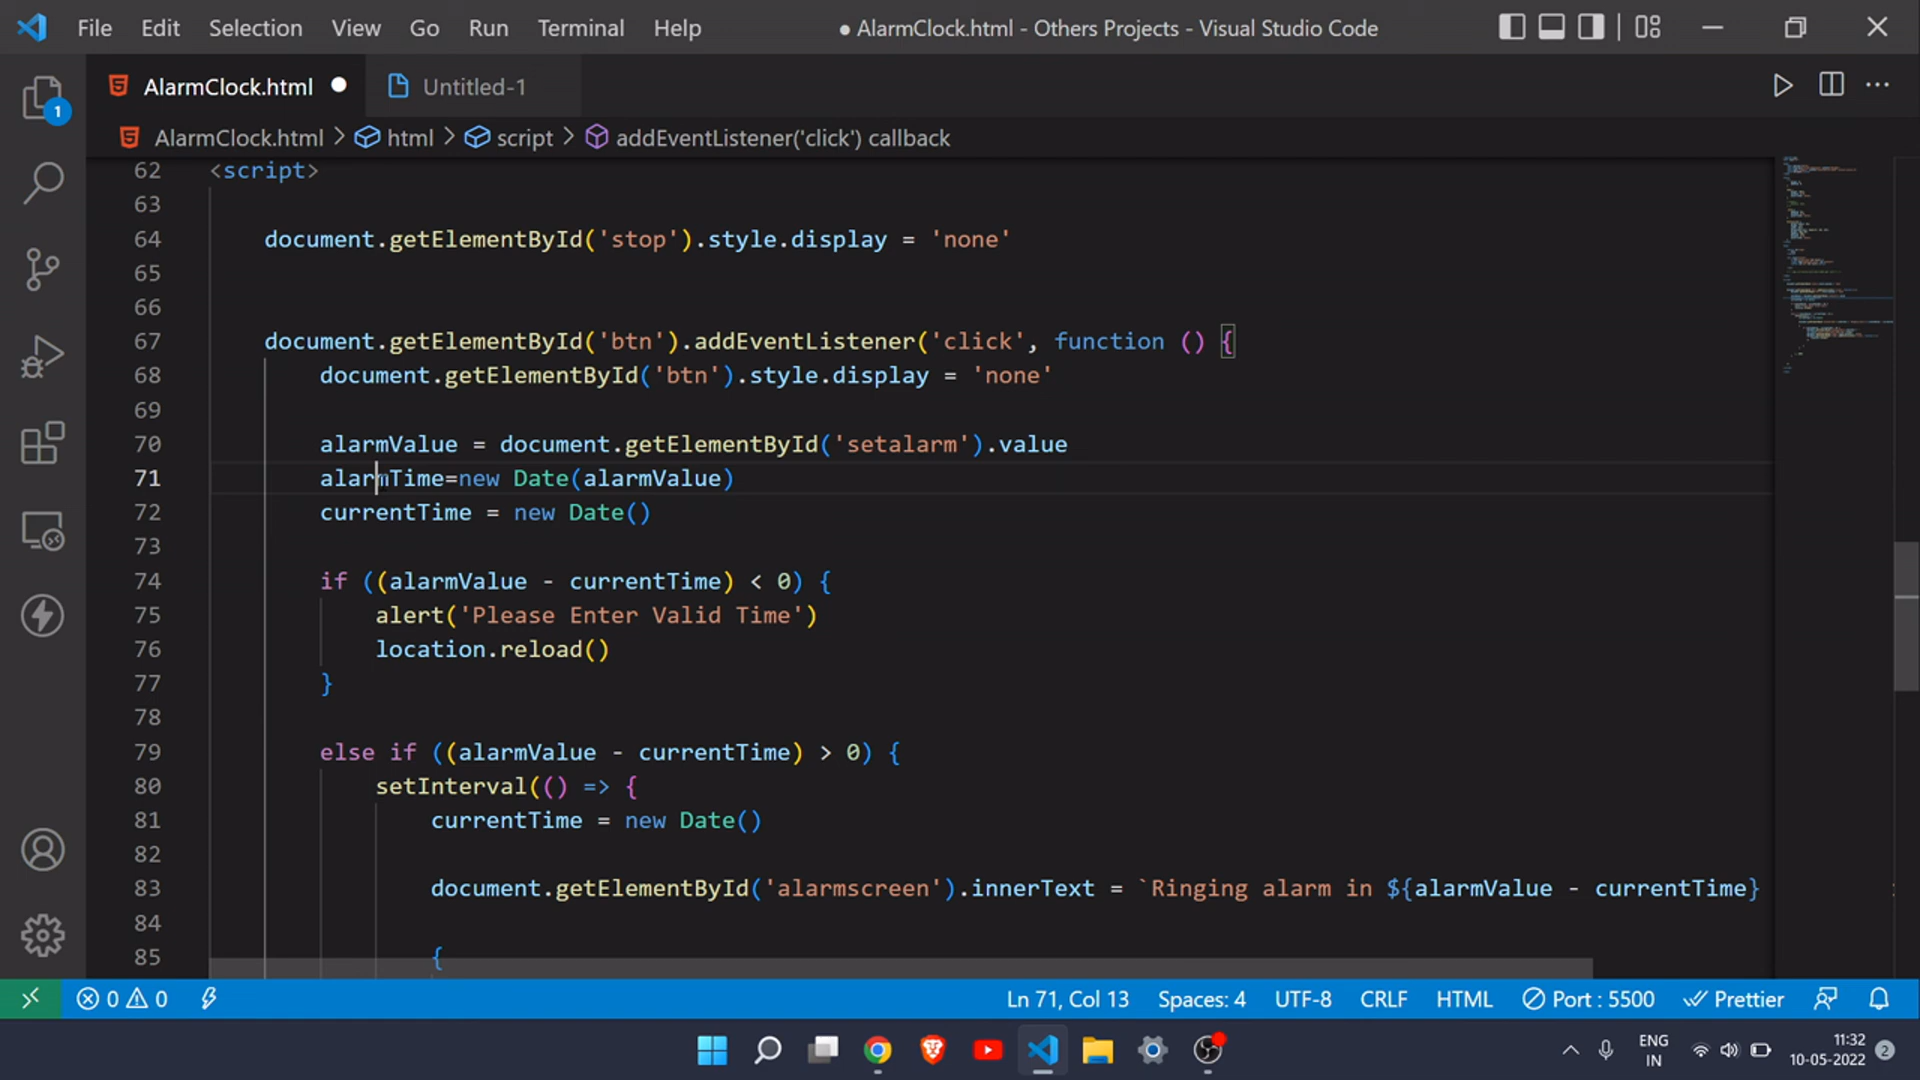 File Edit Selection View Go Run Terminal Help ● AlarmClock.html - Others Projects - Visual Studio Code
AlarmClock.html ● Untitled-1
AlarmClock.html > html > script > addEventListener('click') callback
1
62 <script>
63
64 document.getElementById('stop').style.display = 'none'
65
66
67 document.getElementById('btn').addEventListener('click', function () {
68 document.getElementById('btn').style.display = 'none'
69
70 alarmValue = document.getElementById('setalarm').value
71 alarmTime=new Date(alarmValue)
72 currentTime = new Date()
73
74 if ((alarmValue - currentTime) < 0) {
75 alert('Please Enter Valid Time')
76 location.reload()
77 }
78
79 else if ((alarmValue - currentTime) > 0) {
80 setInterval(() => {
81 currentTime = new Date()
82
83 document.getElementById('alarmscreen').innerText = `Ringing alarm in ${alarmValue - currentTime}
84
85 {
0 0 Ln 71, Col 13 Spaces: 4 UTF-8 CRLF HTML Port : 5500 Prettier
ENG IN 11:32 10-05-2022 2